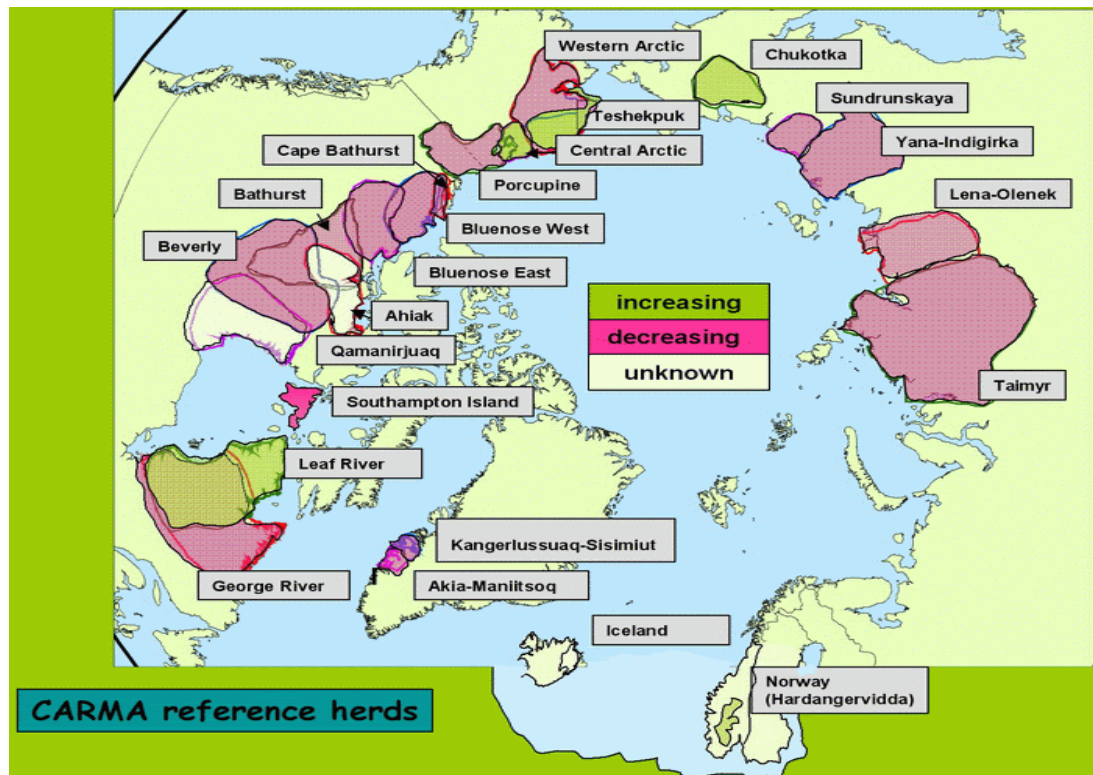 Western Arctic
Chukotka
Sundrunskaya
Teshekpuk
Yana-Indigirka
Cape Bathurst
Central Arctic
Porcupine
Bathurst
Lena-Olenek
Bluenose West
Beverly
Bluenose East
increasing
Ahiak
decreasing
Qamanirjuaq
unknown
Taimyr
Southampton Island
Leaf River
Kangerlussuaq-Sisimiut
George River
Akia-Maniitsoq
Iceland
Norway
(Hardangervidda)
CARMA reference herds